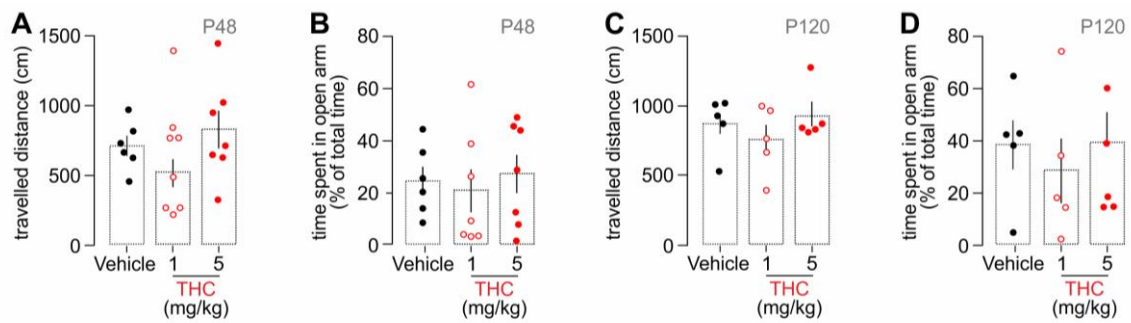 A P48
travelled distance (cm)
1500
1000
500
0
Vehicle 1 5
THC
(mg/kg)
B P48
time spent in open arm
(% of total time)
80
60
40
20
0
Vehicle 1 5
THC
(mg/kg)
C P120
travelled distance (cm)
1500
1000
500
0
Vehicle 1 5
THC
(mg/kg)
D P120
time spent in open arm
(% of total time)
80
60
40
20
0
Vehicle 1 5
THC
(mg/kg)